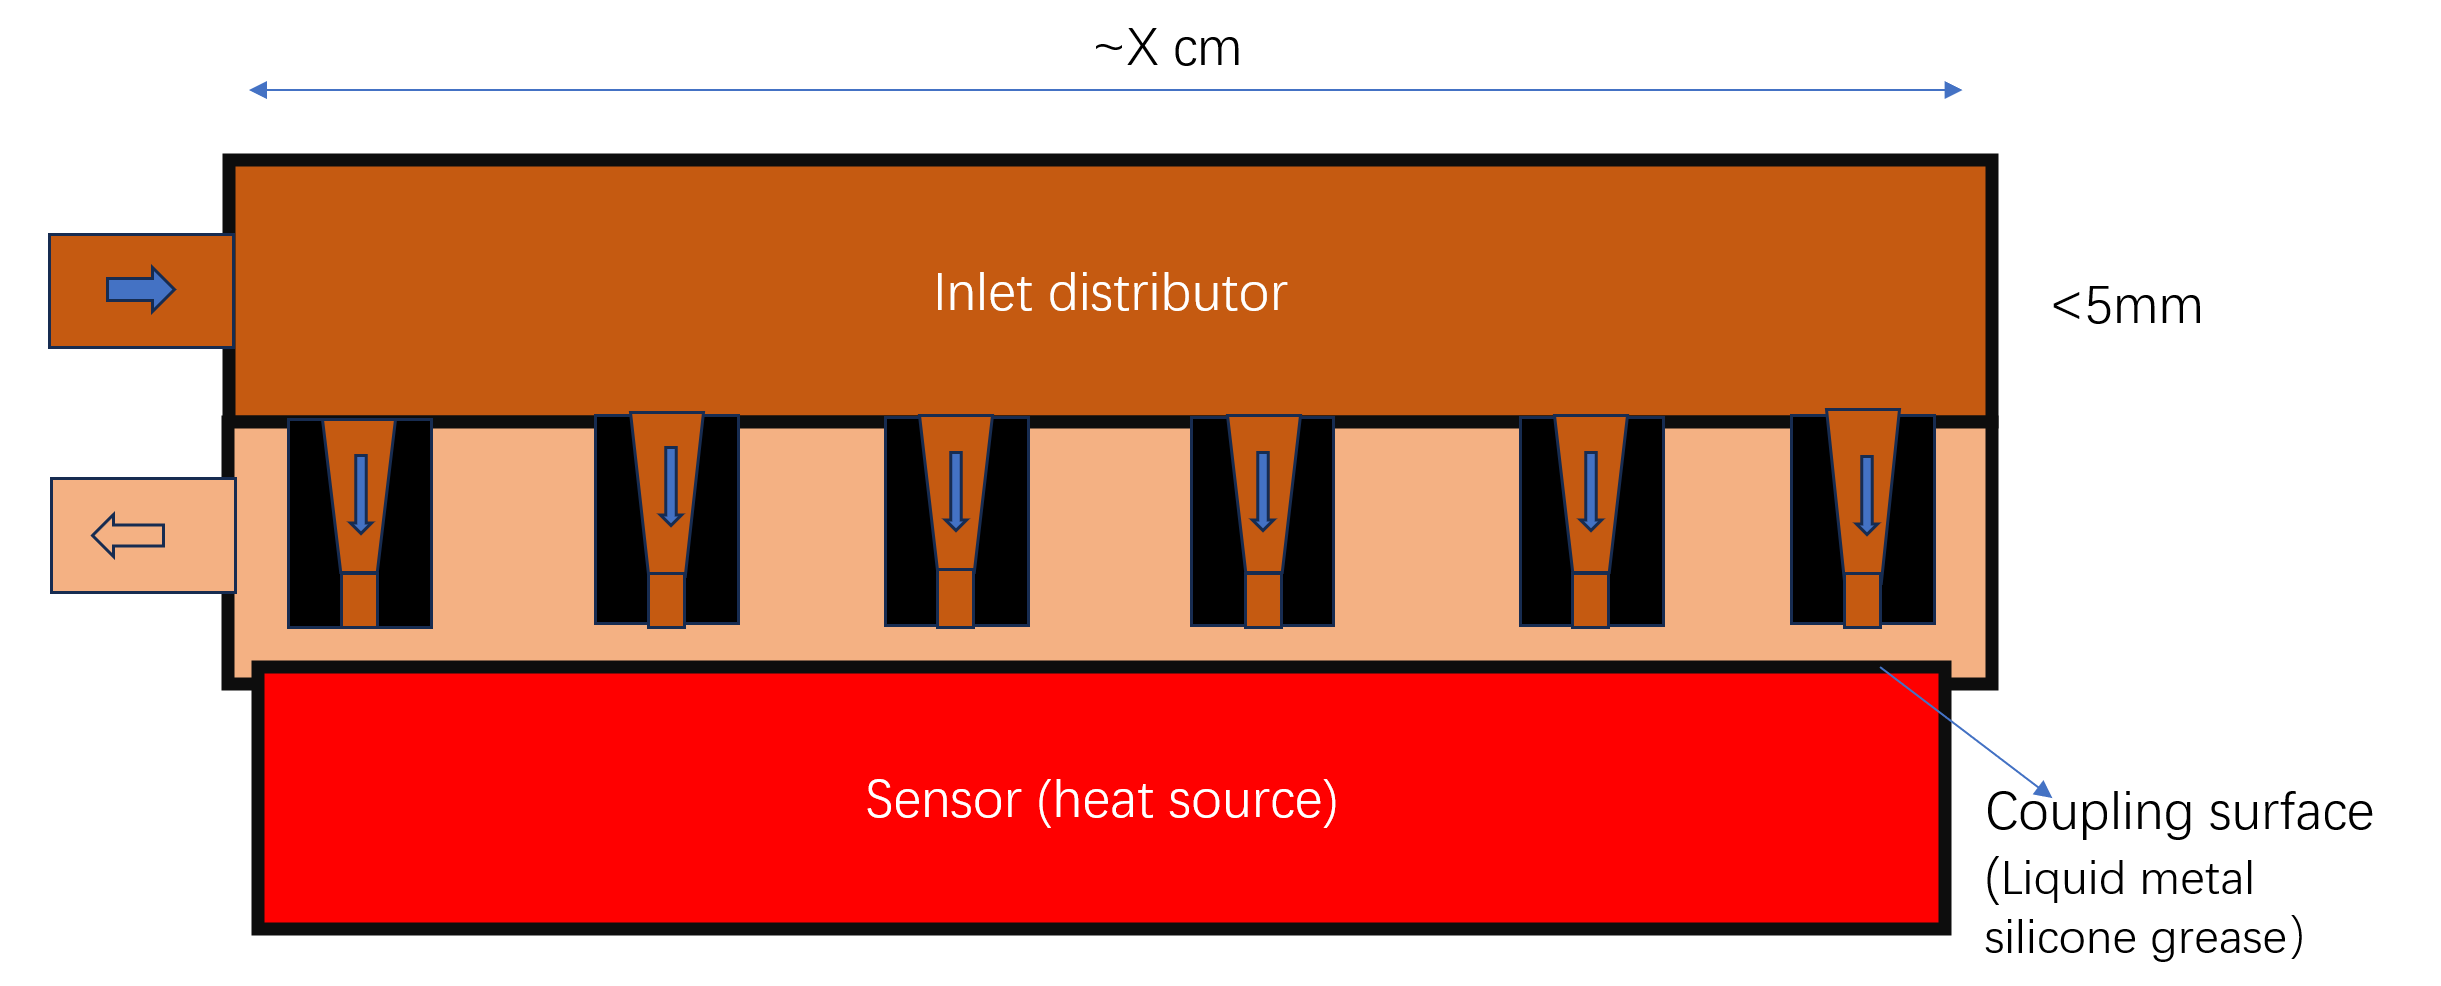 ~X cm
Inlet distributor
<5mm
Sensor (heat source)
Coupling surface
(Liquid metal
silicone grease)